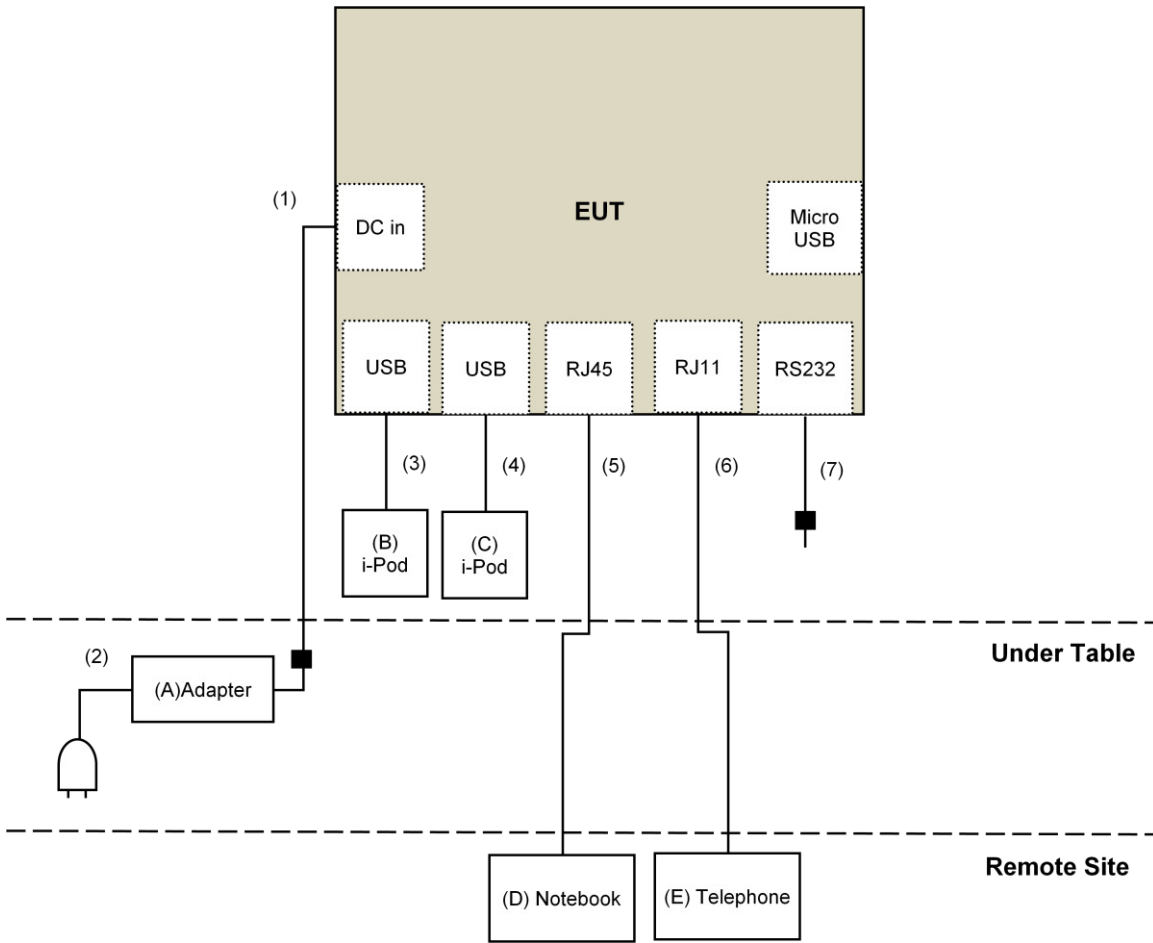 (1)
DC in
EUT
Micro
USB
USB
USB
RJ45
RJ11
RS232
(3)
(4)
(5)
(6)
(7)
(B)
i-Pod
(C)
i-Pod
Under Table
(2)
(A)Adapter
Remote Site
(D) Notebook
(E) Telephone